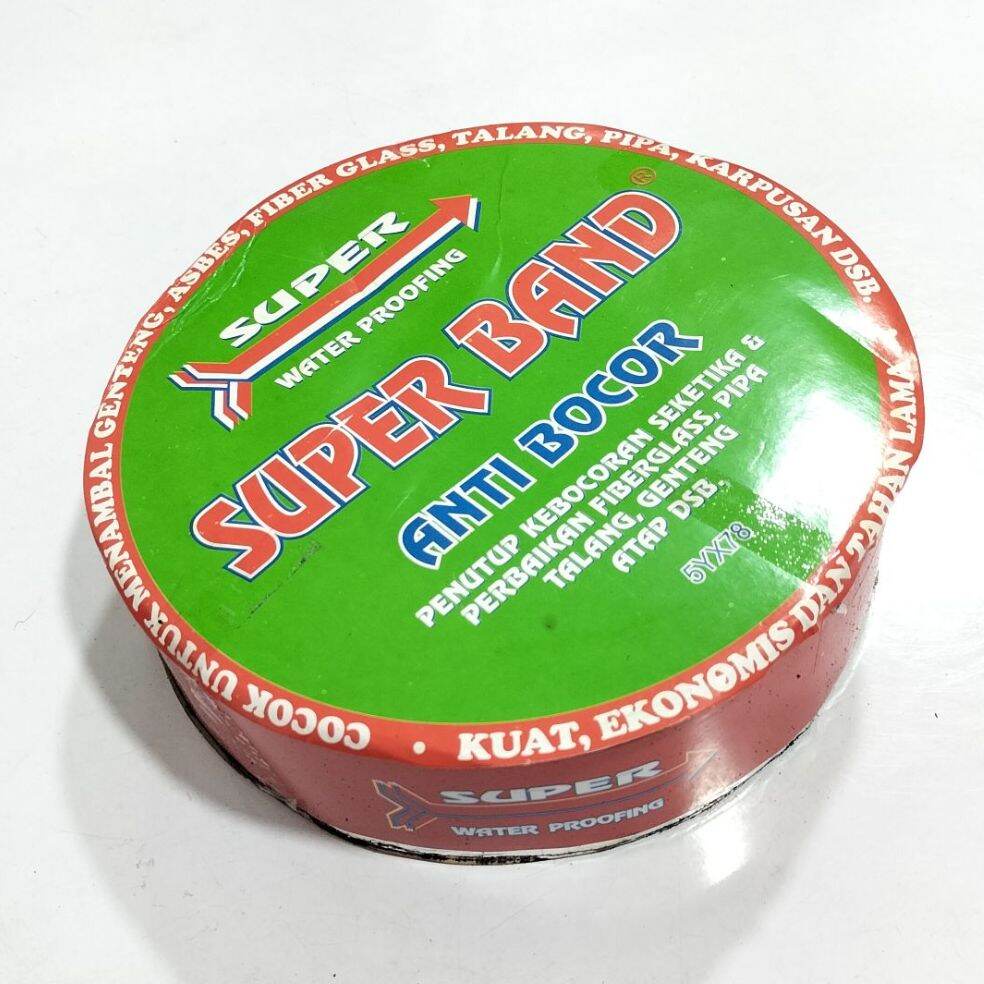 SUPER
WATER PROOFING
SUPER BAND®
ANTI BOCOR
PENUTUP KEBOCORAN SEKETIKA &
PERBAIKAN FIBERGLASS, PIPA
TALANG, GENTENG
ATAP DSB.
5YX78
COCOK UNTUK MENAMBAL GENTENG, ASBES, FIBER GLASS, TALANG, PIPA, KARPUSAN DSB.
• KUAT, EKONOMIS DAN TAHAN LAMA
SUPER
WATER PROOFING